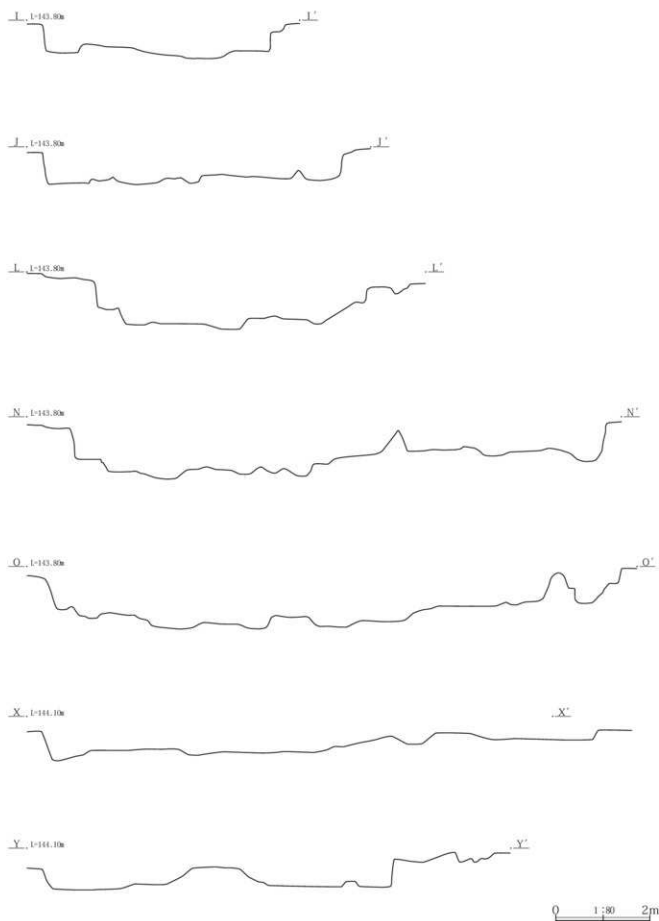 I L=143.80m I′
J L=143.80m J′
L L=143.80m L′
N L=143.80m N′
O L=143.80m O′
X L=144.10m X′
Y L=144.10m Y′
0 1:80 2m